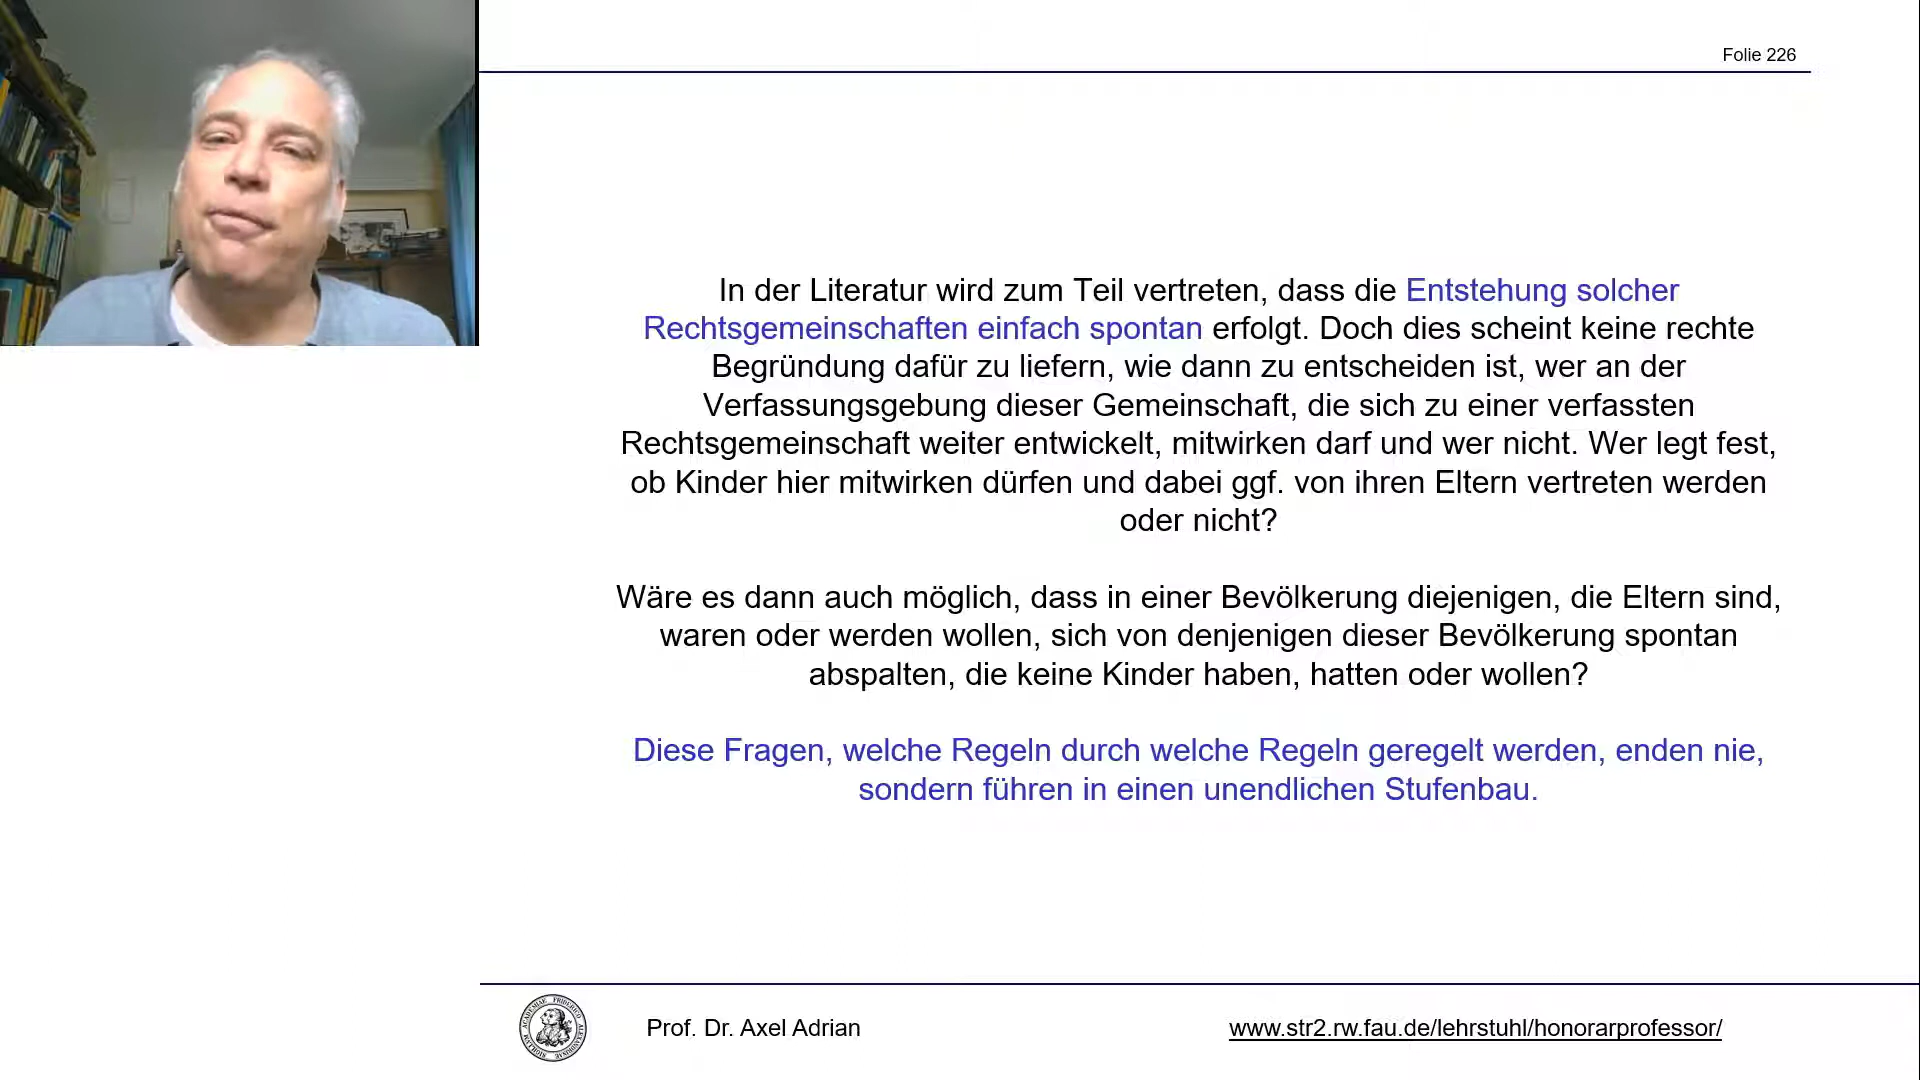 Folie 226
In der Literatur wird zum Teil vertreten, dass die Entstehung solcher
Rechtsgemeinschaften einfach spontan erfolgt. Doch dies scheint keine rechte
Begründung dafür zu liefern, wie dann zu entscheiden ist, wer an der
Verfassungsgebung dieser Gemeinschaft, die sich zu einer verfassten
Rechtsgemeinschaft weiter entwickelt, mitwirken darf und wer nicht. Wer legt fest,
ob Kinder hier mitwirken dürfen und dabei ggf. von ihren Eltern vertreten werden
oder nicht?
Wäre es dann auch möglich, dass in einer Bevölkerung diejenigen, die Eltern sind,
waren oder werden wollen, sich von denjenigen dieser Bevölkerung spontan
abspalten, die keine Kinder haben, hatten oder wollen?
Diese Fragen, welche Regeln durch welche Regeln geregelt werden, enden nie,
sondern führen in einen unendlichen Stufenbau.
Prof. Dr. Axel Adrian
www.str2.rw.fau.de/lehrstuhl/honorarprofessor/